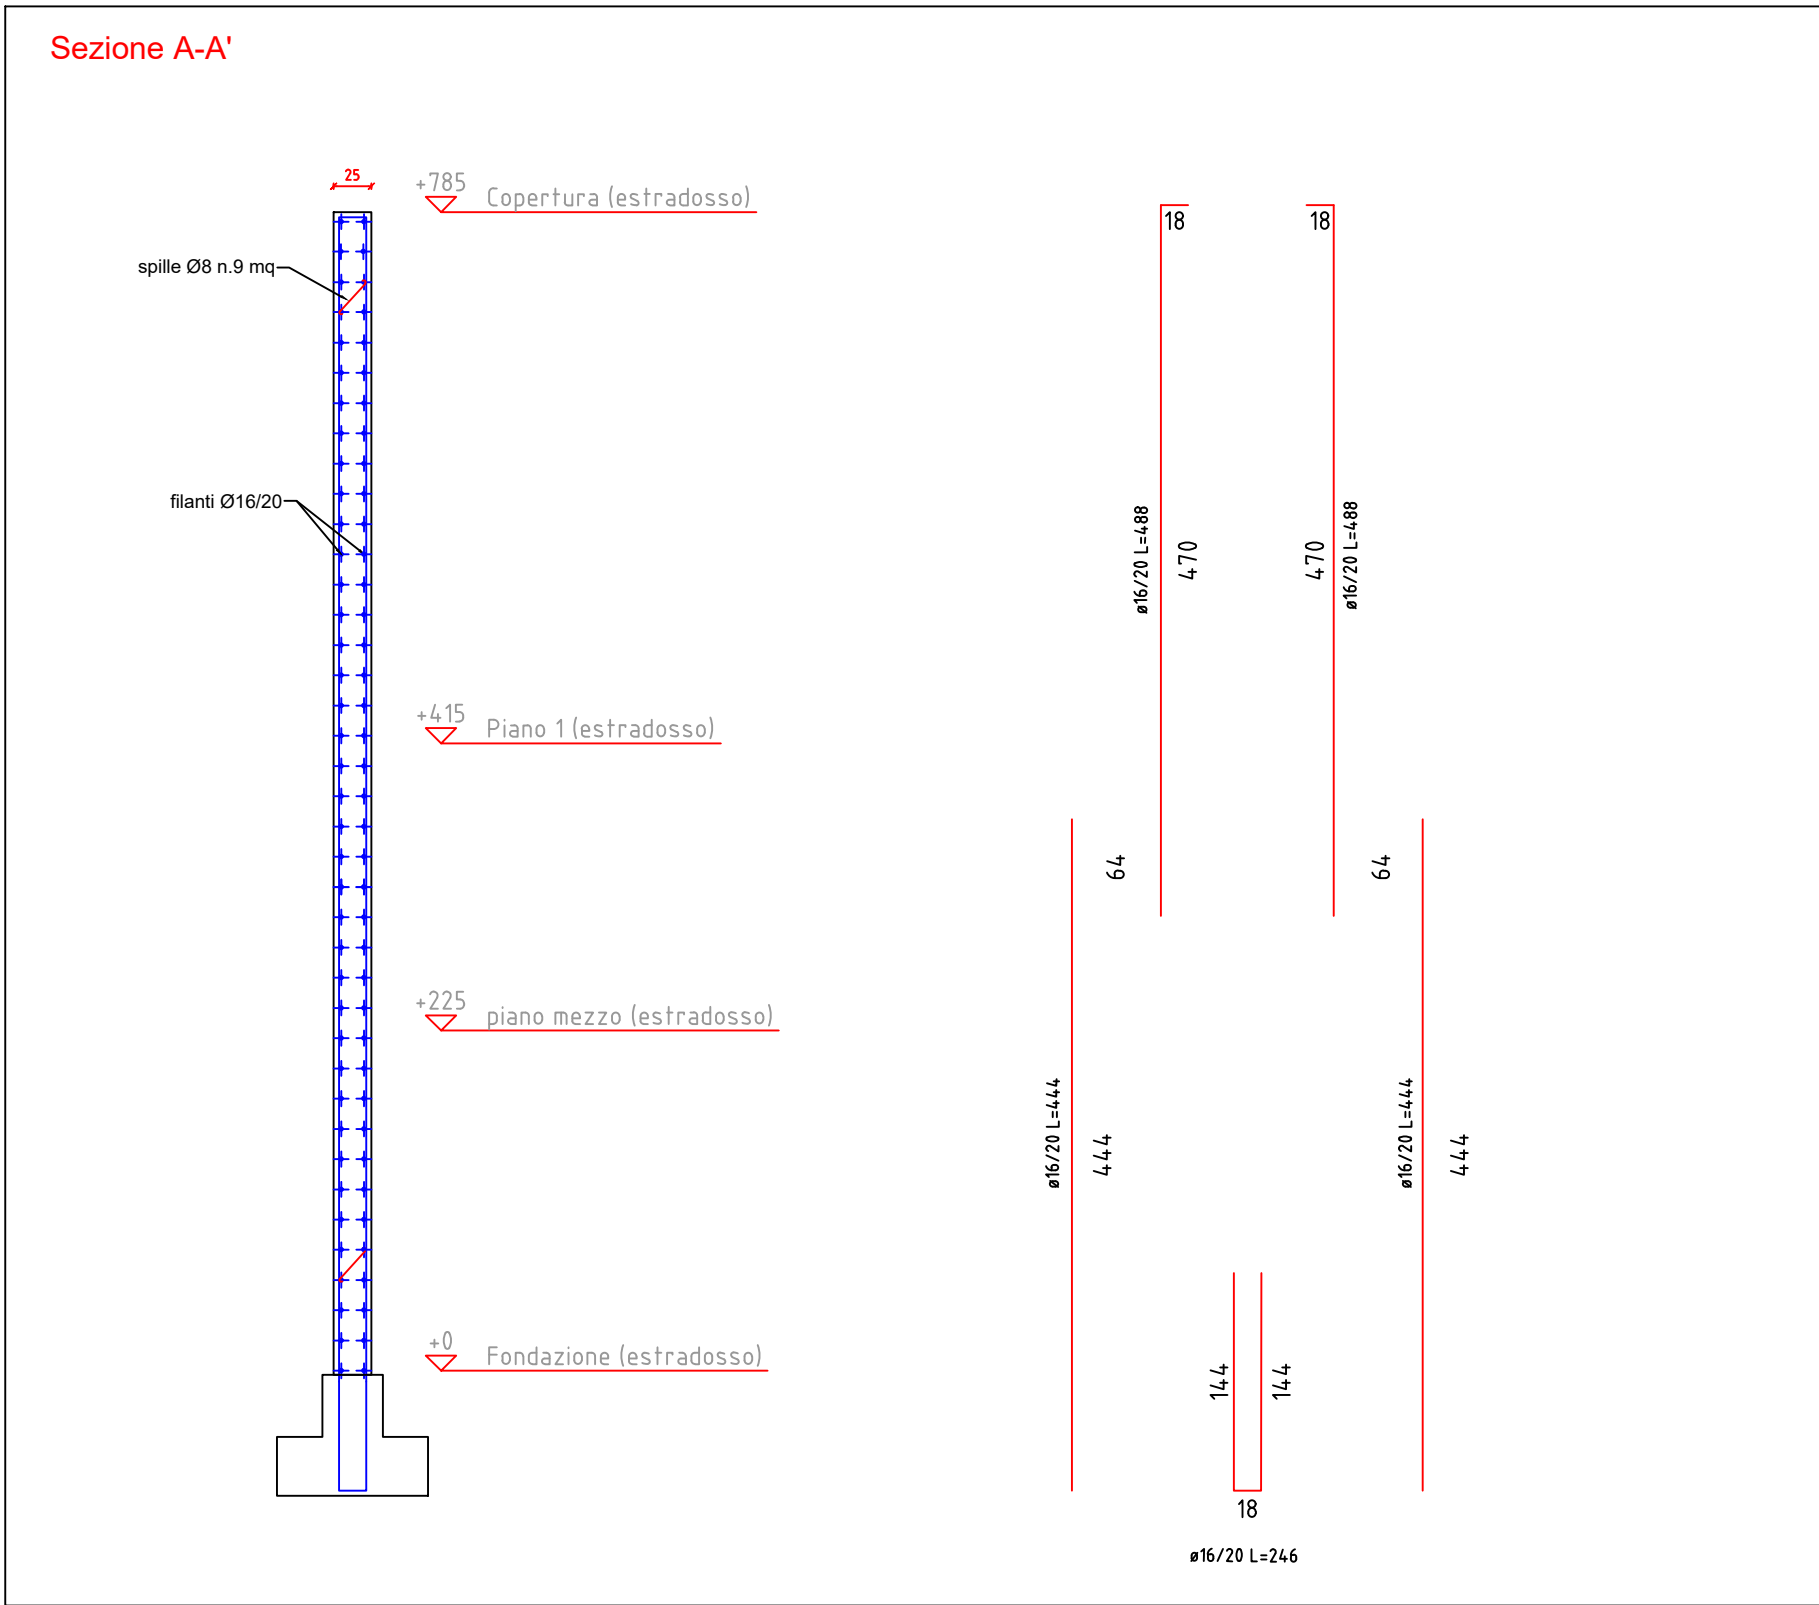 Sezione A-A'
25
+785
Copertura (estradosso)
18
18
spille Ø8 n.9 mq
filanti Ø16/20
ø16/20 L=488
470
470
ø16/20 L=488
+415
Piano 1 (estradosso)
64
64
+225
piano mezzo (estradosso)
ø16/20 L=444
444
ø16/20 L=444
444
+0
Fondazione (estradosso)
144
144
18
ø16/20 L=246